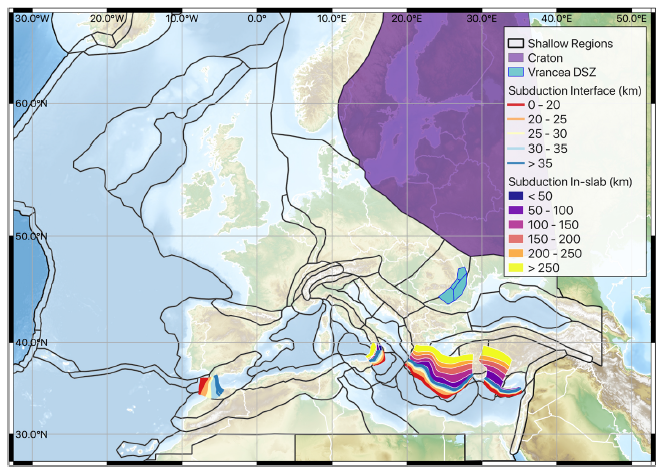 30.0°W 20.0°W 10.0°W 0.0° 10.0°E 20.0°E 30.0°E 40.0°E 50.0°E
Shallow Regions
Craton
Vrancea DSZ
Subduction Interface (km)
0 - 20
20 - 25
25 - 30
30 - 35
> 35
Subduction In-slab (km)
< 50
50 - 100
100 - 150
150 - 200
200 - 250
> 250
60.0°N
50.0°N
40.0°N
30.0°N